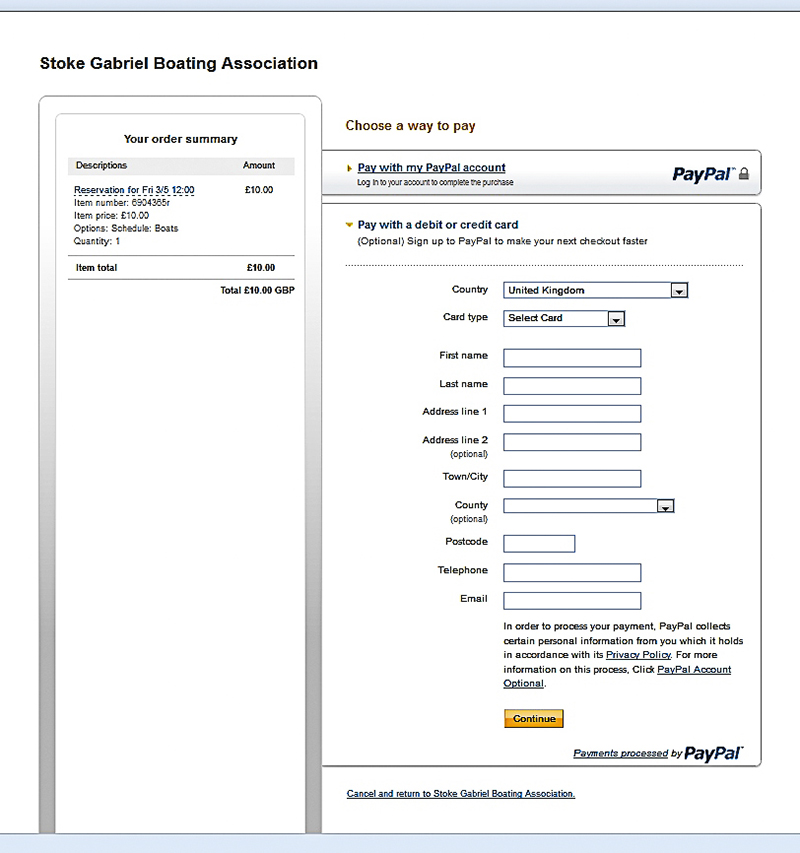 Stoke Gabriel Boating Association
Your order summary
Descriptions Amount
Reservation for Fri 3/5 12:00 £10.00
Item number: 6904365r
Item price: £10.00
Options: Schedule: Boats
Quantity: 1
Item total £10.00
Total £10.00 GBP
Choose a way to pay
Pay with my PayPal account
Log in to your account to complete the purchase
PayPal™
Pay with a debit or credit card
(Optional) Sign up to PayPal to make your next checkout faster
Country United Kingdom
Card type Select Card
First name
Last name
Address line 1
Address line 2
(optional)
Town/City
County
(optional)
Postcode
Telephone
Email
In order to process your payment, PayPal collects
certain personal information from you which it holds
in accordance with its Privacy Policy. For more
information on this process, Click PayPal Account
Optional.
Continue
Payments processed by PayPal™
Cancel and return to Stoke Gabriel Boating Association.